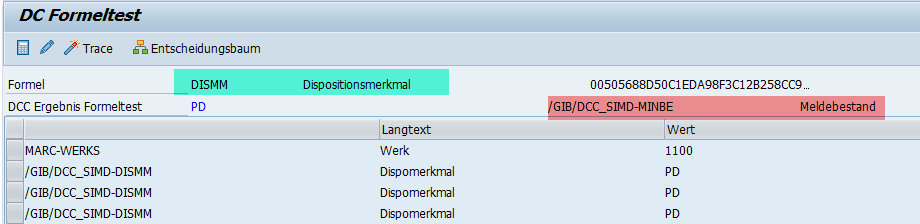 DC Formeltest
Trace Entscheidungsbaum
Formel DISMM Dispositionsmerkmal 00505688D50C1EDA98F3C12B258CC9...
DCC Ergebnis Formeltest PD /GIB/DCC_SIMD-MINBE Meldebestand
Langtext Wert
MARC-WERKS Werk 1100
/GIB/DCC_SIMD-DISMM Dispomerkmal PD
/GIB/DCC_SIMD-DISMM Dispomerkmal PD
/GIB/DCC_SIMD-DISMM Dispomerkmal PD